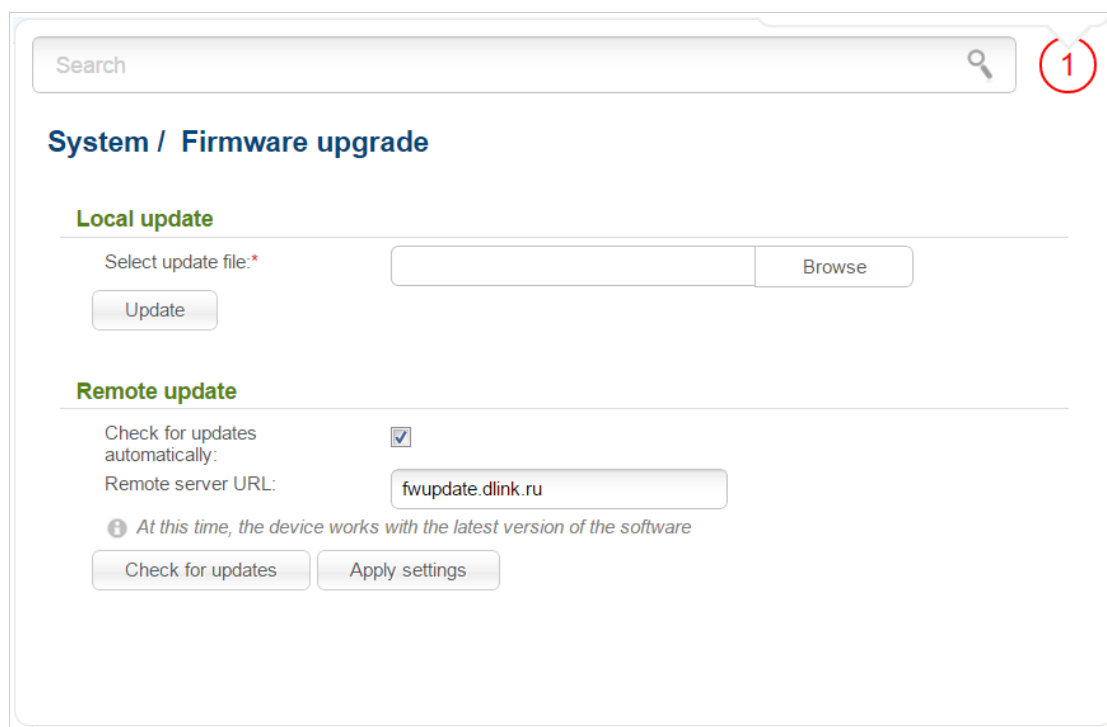 Search
1
System / Firmware upgrade
Local update
Select update file:*
Browse
Update
Remote update
Check for updates
automatically:
Remote server URL:
fwupdate.dlink.ru
At this time, the device works with the latest version of the software
Check for updates
Apply settings